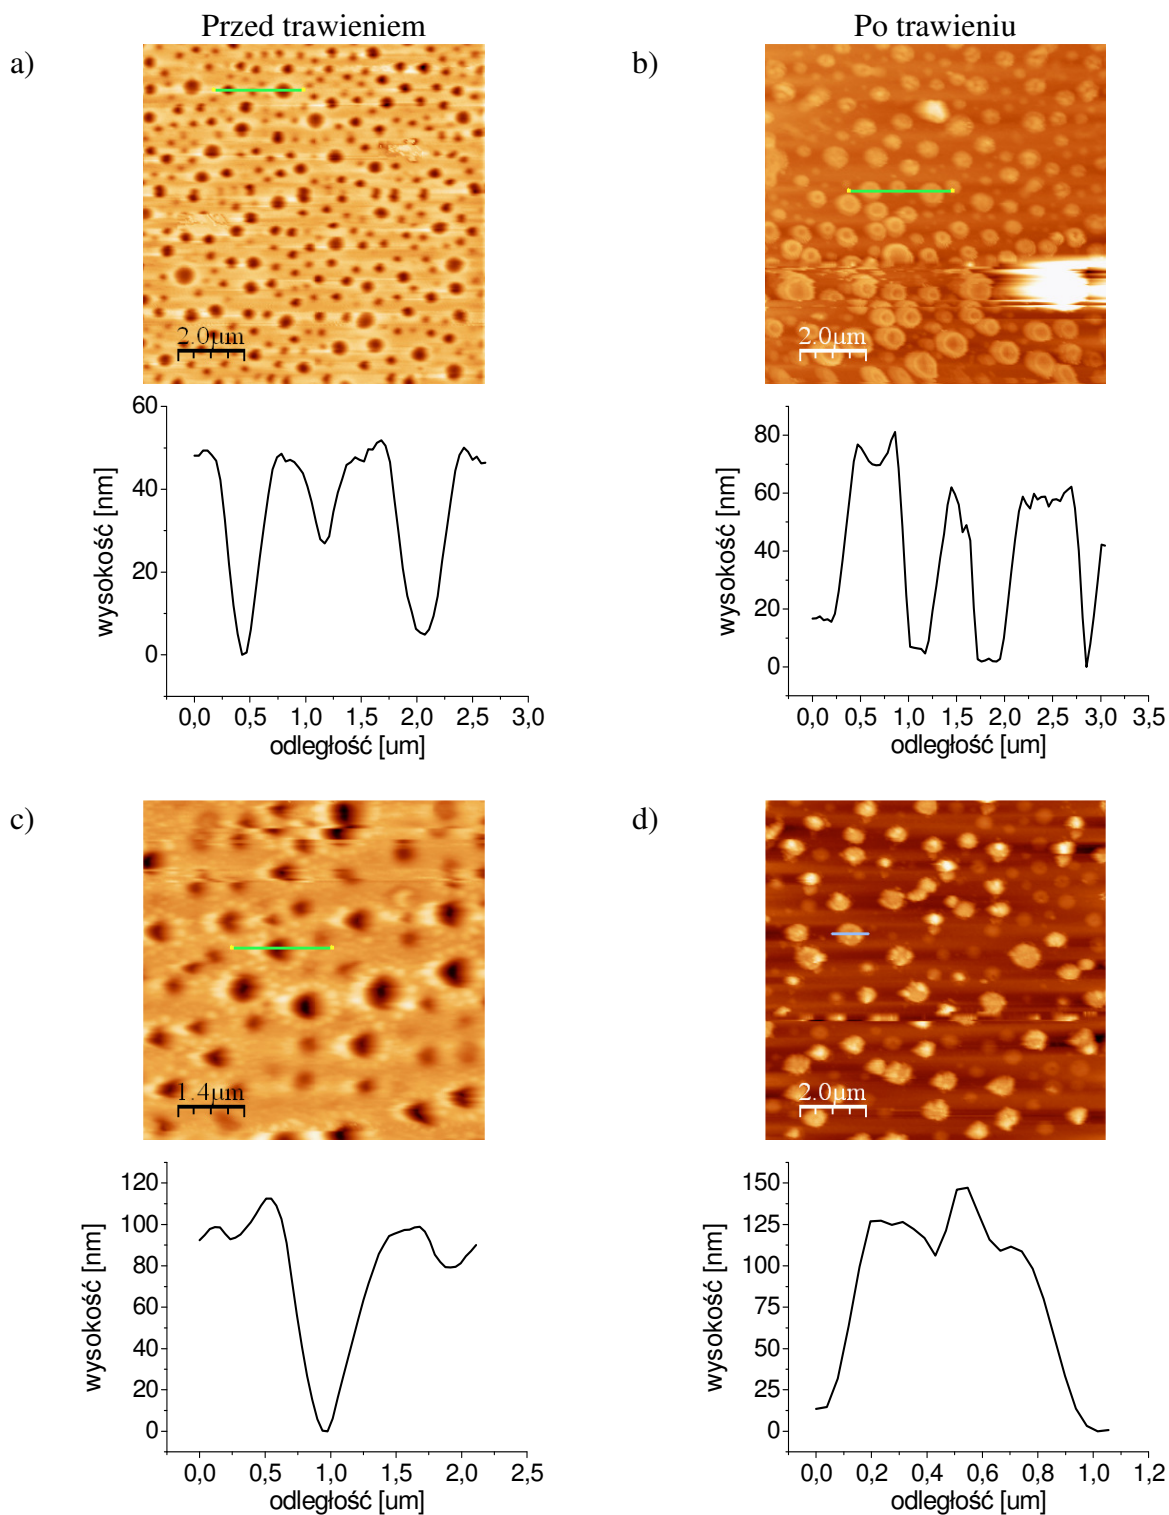 Przed trawieniem
Po trawieniu
a)
b)
2.0µm
2.0µm
60
40
20
0
wysokość [nm]
0,0 0,5 1,0 1,5 2,0 2,5 3,0
odległość [um]
80
60
40
20
0
wysokość [nm]
0,0 0,5 1,0 1,5 2,0 2,5 3,0 3,5
odległość [um]
c)
d)
1.4µm
2.0µm
120
100
80
60
40
20
0
wysokość [nm]
0,0 0,5 1,0 1,5 2,0 2,5
odległość [um]
150
125
100
75
50
25
0
wysokość [nm]
0,0 0,2 0,4 0,6 0,8 1,0 1,2
odległość [um]